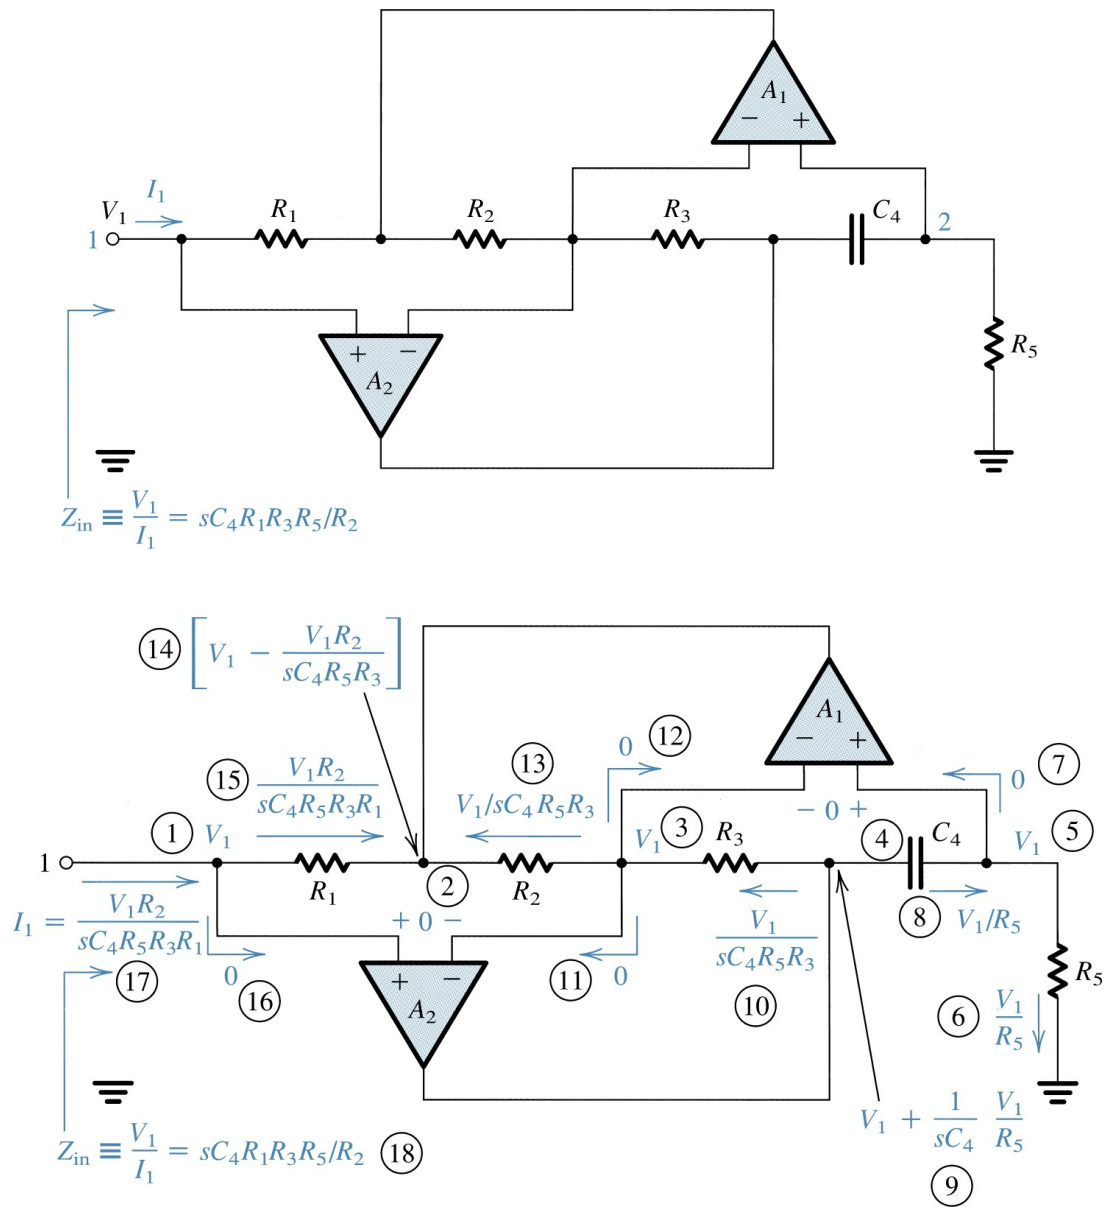 A₁
− +
I₁
V₁ R₁ R₂ R₃ C₄
1 2
R₅
+ −
A₂
Z_in ≡ V₁/I₁ = sC₄R₁R₃R₅/R₂
14 [V₁ − V₁R₂/sC₄R₅R₃]
A₁
− +
0 12
15 V₁R₂/sC₄R₅R₃R₁
13 V₁/sC₄R₅R₃
0 7
− 0 +
1 V₁ V₁ 3 R₃ 4 C₄ V₁ 5
1
R₁ 2 R₂
+ 0 −
I₁ = V₁R₂/sC₄R₅R₃R₁
V₁/sC₄R₅R₃
8 V₁/R₅
17 0 16
+ −
A₂
11 0
10
R₅
6 V₁/R₅
V₁ + 1/sC₄ V₁/R₅
9
Z_in ≡ V₁/I₁ = sC₄R₁R₃R₅/R₂ 18